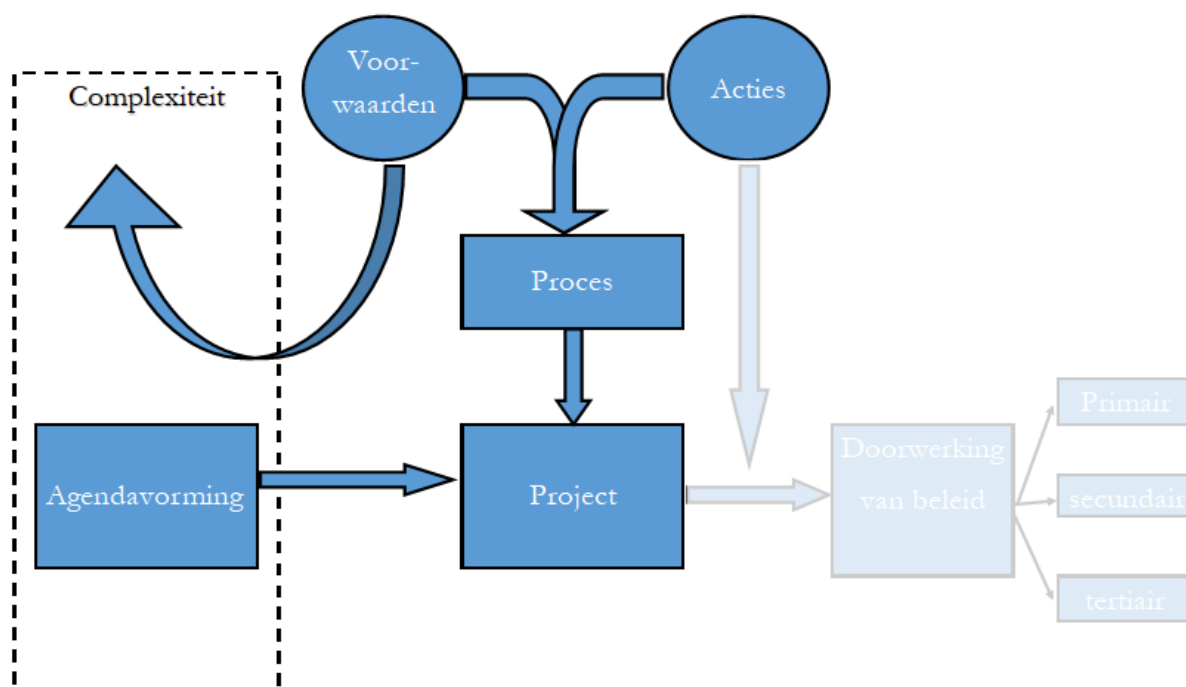 Voor-
waarden
Acties
Complexiteit
Proces
Primair
Agendavorming
Project
Doorwerking
van beleid
secundair
tertiair